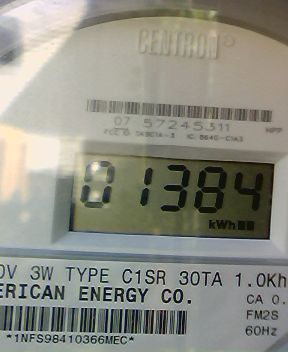 CENTRON®
07 57245311
01384
kWh
0V 3W TYPE C1SR 30TA 1.0Kh
ERICAN ENERGY CO.
CA 0.
FM2S
60Hz
*1NFS98410366MEC*